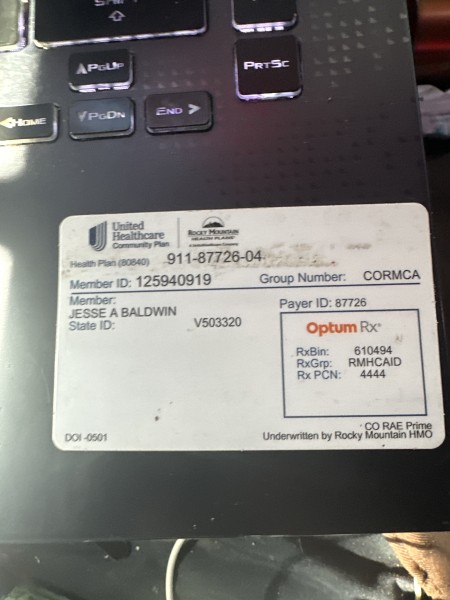 SHIFT
PGUP
PRTSC
HOME
PGDN
END >
United
Healthcare
Community Plan
ROCKY MOUNTAIN
HEALTH PLANS
Health Plan (80840) 911-87726-04
Member ID: 125940919 Group Number: CORMCA
Member:
JESSE A BALDWIN
State ID: V503320
Payer ID: 87726
Optum Rx
RxBin: 610494
RxGrp: RMHCAID
Rx PCN: 4444
CO RAE Prime
DOI -0501
Underwritten by Rocky Mountain HMO